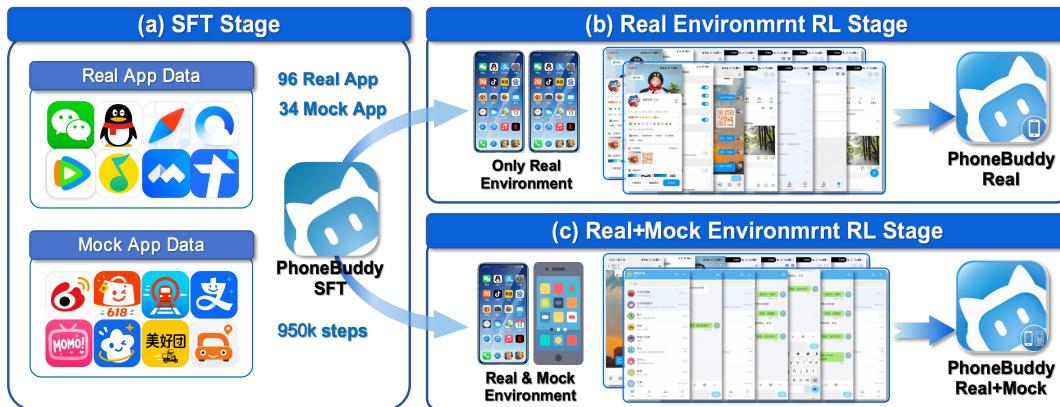 (a) SFT Stage
Real App Data
Mock App Data
618
MOMO!
美好团
96 Real App
34 Mock App
PhoneBuddy
SFT
950k steps
(b) Real Environmrnt RL Stage
Only Real
Environment
PhoneBuddy
Real
(c) Real+Mock Environmrnt RL Stage
Real & Mock
Environment
PhoneBuddy
Real+Mock